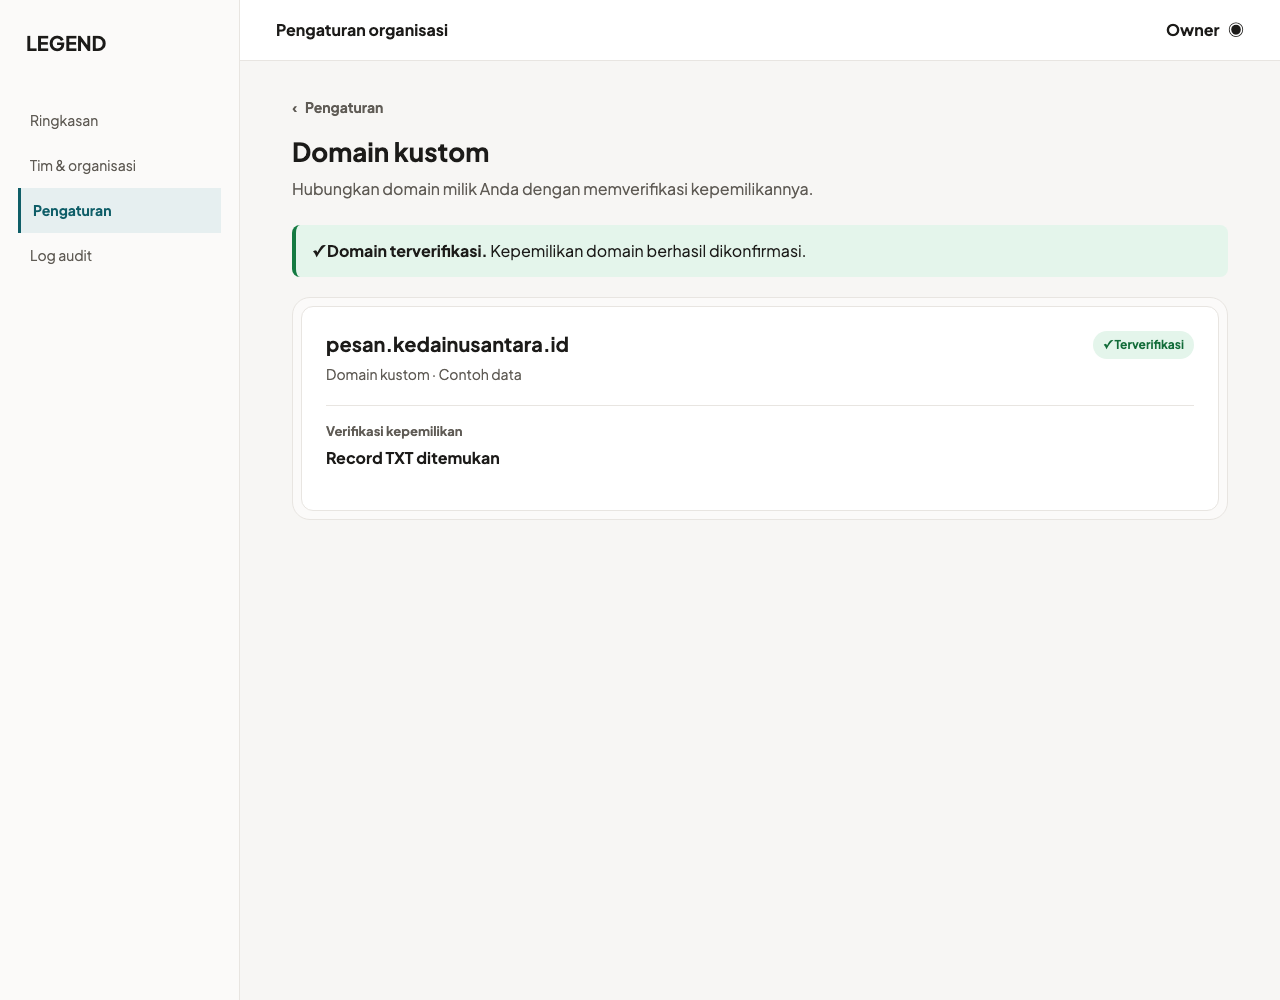 LEGEND
Pengaturan organisasi
Owner
Ringkasan
Tim & organisasi
Pengaturan
Log audit
‹ Pengaturan
Domain kustom
Hubungkan domain milik Anda dengan memverifikasi kepemilikannya.
✓Domain terverifikasi. Kepemilikan domain berhasil dikonfirmasi.
pesan.kedainusantara.id
✓Terverifikasi
Domain kustom · Contoh data
Verifikasi kepemilikan
Record TXT ditemukan